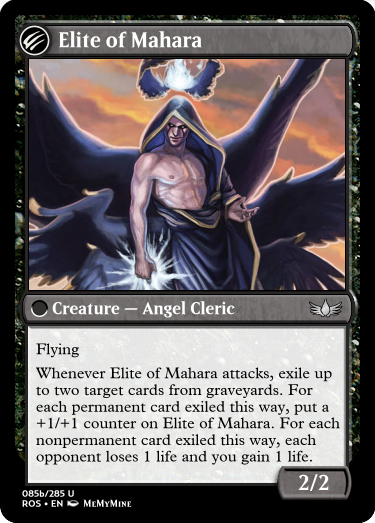 Elite of Mahara
Creature — Angel Cleric
Flying
Whenever Elite of Mahara attacks, exile up
to two target cards from graveyards. For
each permanent card exiled this way, put a
+1/+1 counter on Elite of Mahara. For each
nonpermanent card exiled this way, each
opponent loses 1 life and you gain 1 life.
2/2
085b/285 U
ROS • EN MeMyMine